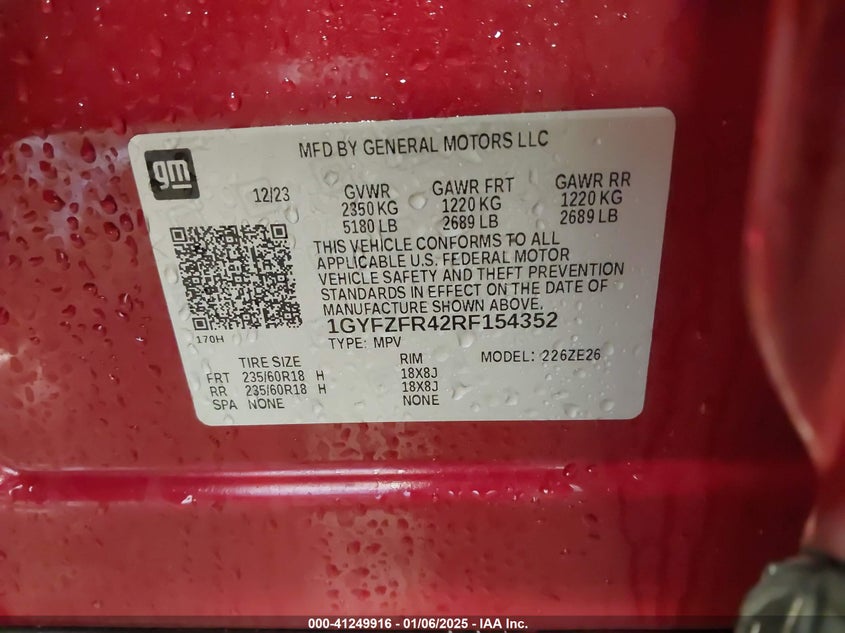 gm
MFD BY GENERAL MOTORS LLC
12/23 GVWR GAWR FRT GAWR RR
2350 KG 1220 KG 1220 KG
5180 LB 2689 LB 2689 LB
THIS VEHICLE CONFORMS TO ALL
APPLICABLE U.S. FEDERAL MOTOR
VEHICLE SAFETY AND THEFT PREVENTION
STANDARDS IN EFFECT ON THE DATE OF
MANUFACTURE SHOWN ABOVE.
1GYFZFR42RF154352
170H
TYPE: MPV
TIRE SIZE RIM MODEL: 226ZE26
FRT 235/60R18 H 18X8J
RR 235/60R18 H 18X8J
SPA NONE NONE
000-41249916 - 01/06/2025 - IAA Inc.